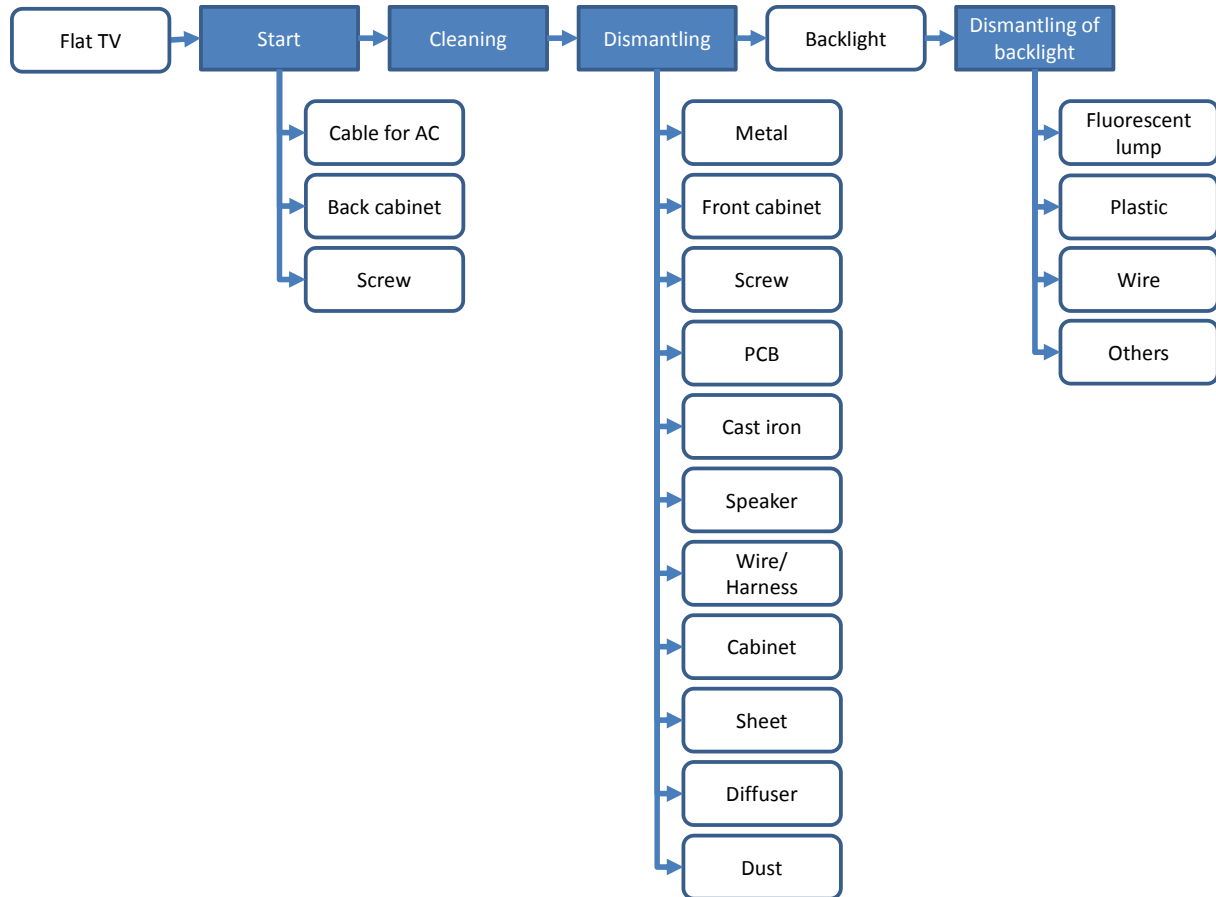 Flat TV
Start
Cleaning
Dismantling
Backlight
Dismantling of
backlight
Cable for AC
Back cabinet
Screw
Metal
Front cabinet
Screw
PCB
Cast iron
Speaker
Wire/
Harness
Cabinet
Sheet
Diffuser
Dust
Fluorescent
lump
Plastic
Wire
Others